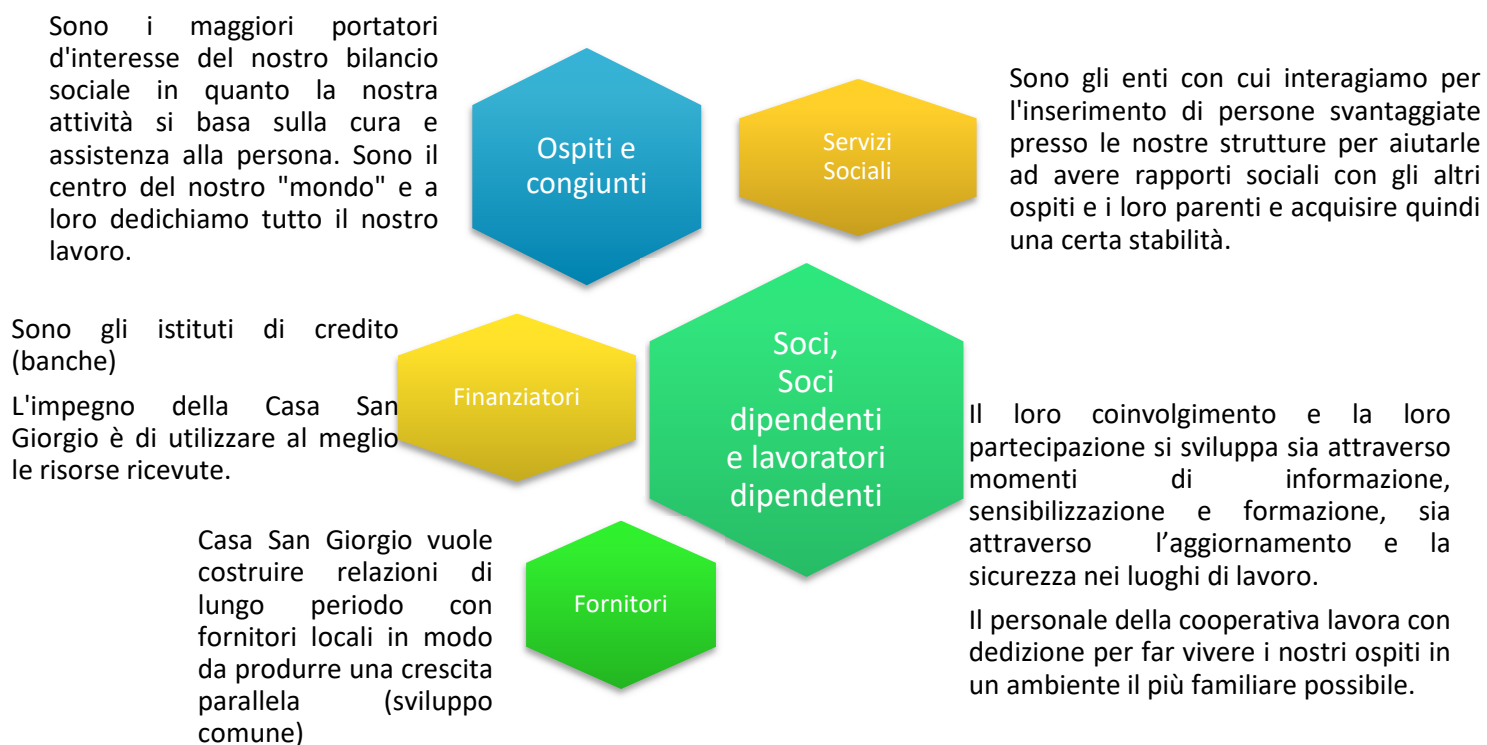 Sono i maggiori portatori
d'interesse del nostro bilancio
sociale in quanto la nostra
attività si basa sulla cura e
assistenza alla persona. Sono il
centro del nostro "mondo" e a
loro dedichiamo tutto il nostro
lavoro.
Ospiti e
congiunti
Servizi
Sociali
Sono gli enti con cui interagiamo per
l'inserimento di persone svantaggiate
presso le nostre strutture per aiutarle
ad avere rapporti sociali con gli altri
ospiti e i loro parenti e acquisire quindi
una certa stabilità.
Sono gli istituti di credito
(banche)
L'impegno della Casa San
Giorgio è di utilizzare al meglio
le risorse ricevute.
Finanziatori
Soci,
Soci
dipendenti
e lavoratori
dipendenti
Il loro coinvolgimento e la loro
partecipazione si sviluppa sia attraverso
momenti di informazione,
sensibilizzazione e formazione, sia
attraverso l’aggiornamento e la
sicurezza nei luoghi di lavoro.
Il personale della cooperativa lavora con
dedizione per far vivere i nostri ospiti in
un ambiente il più familiare possibile.
Casa San Giorgio vuole
costruire relazioni di
lungo periodo con
fornitori locali in modo
da produrre una crescita
parallela (sviluppo
comune)
Fornitori